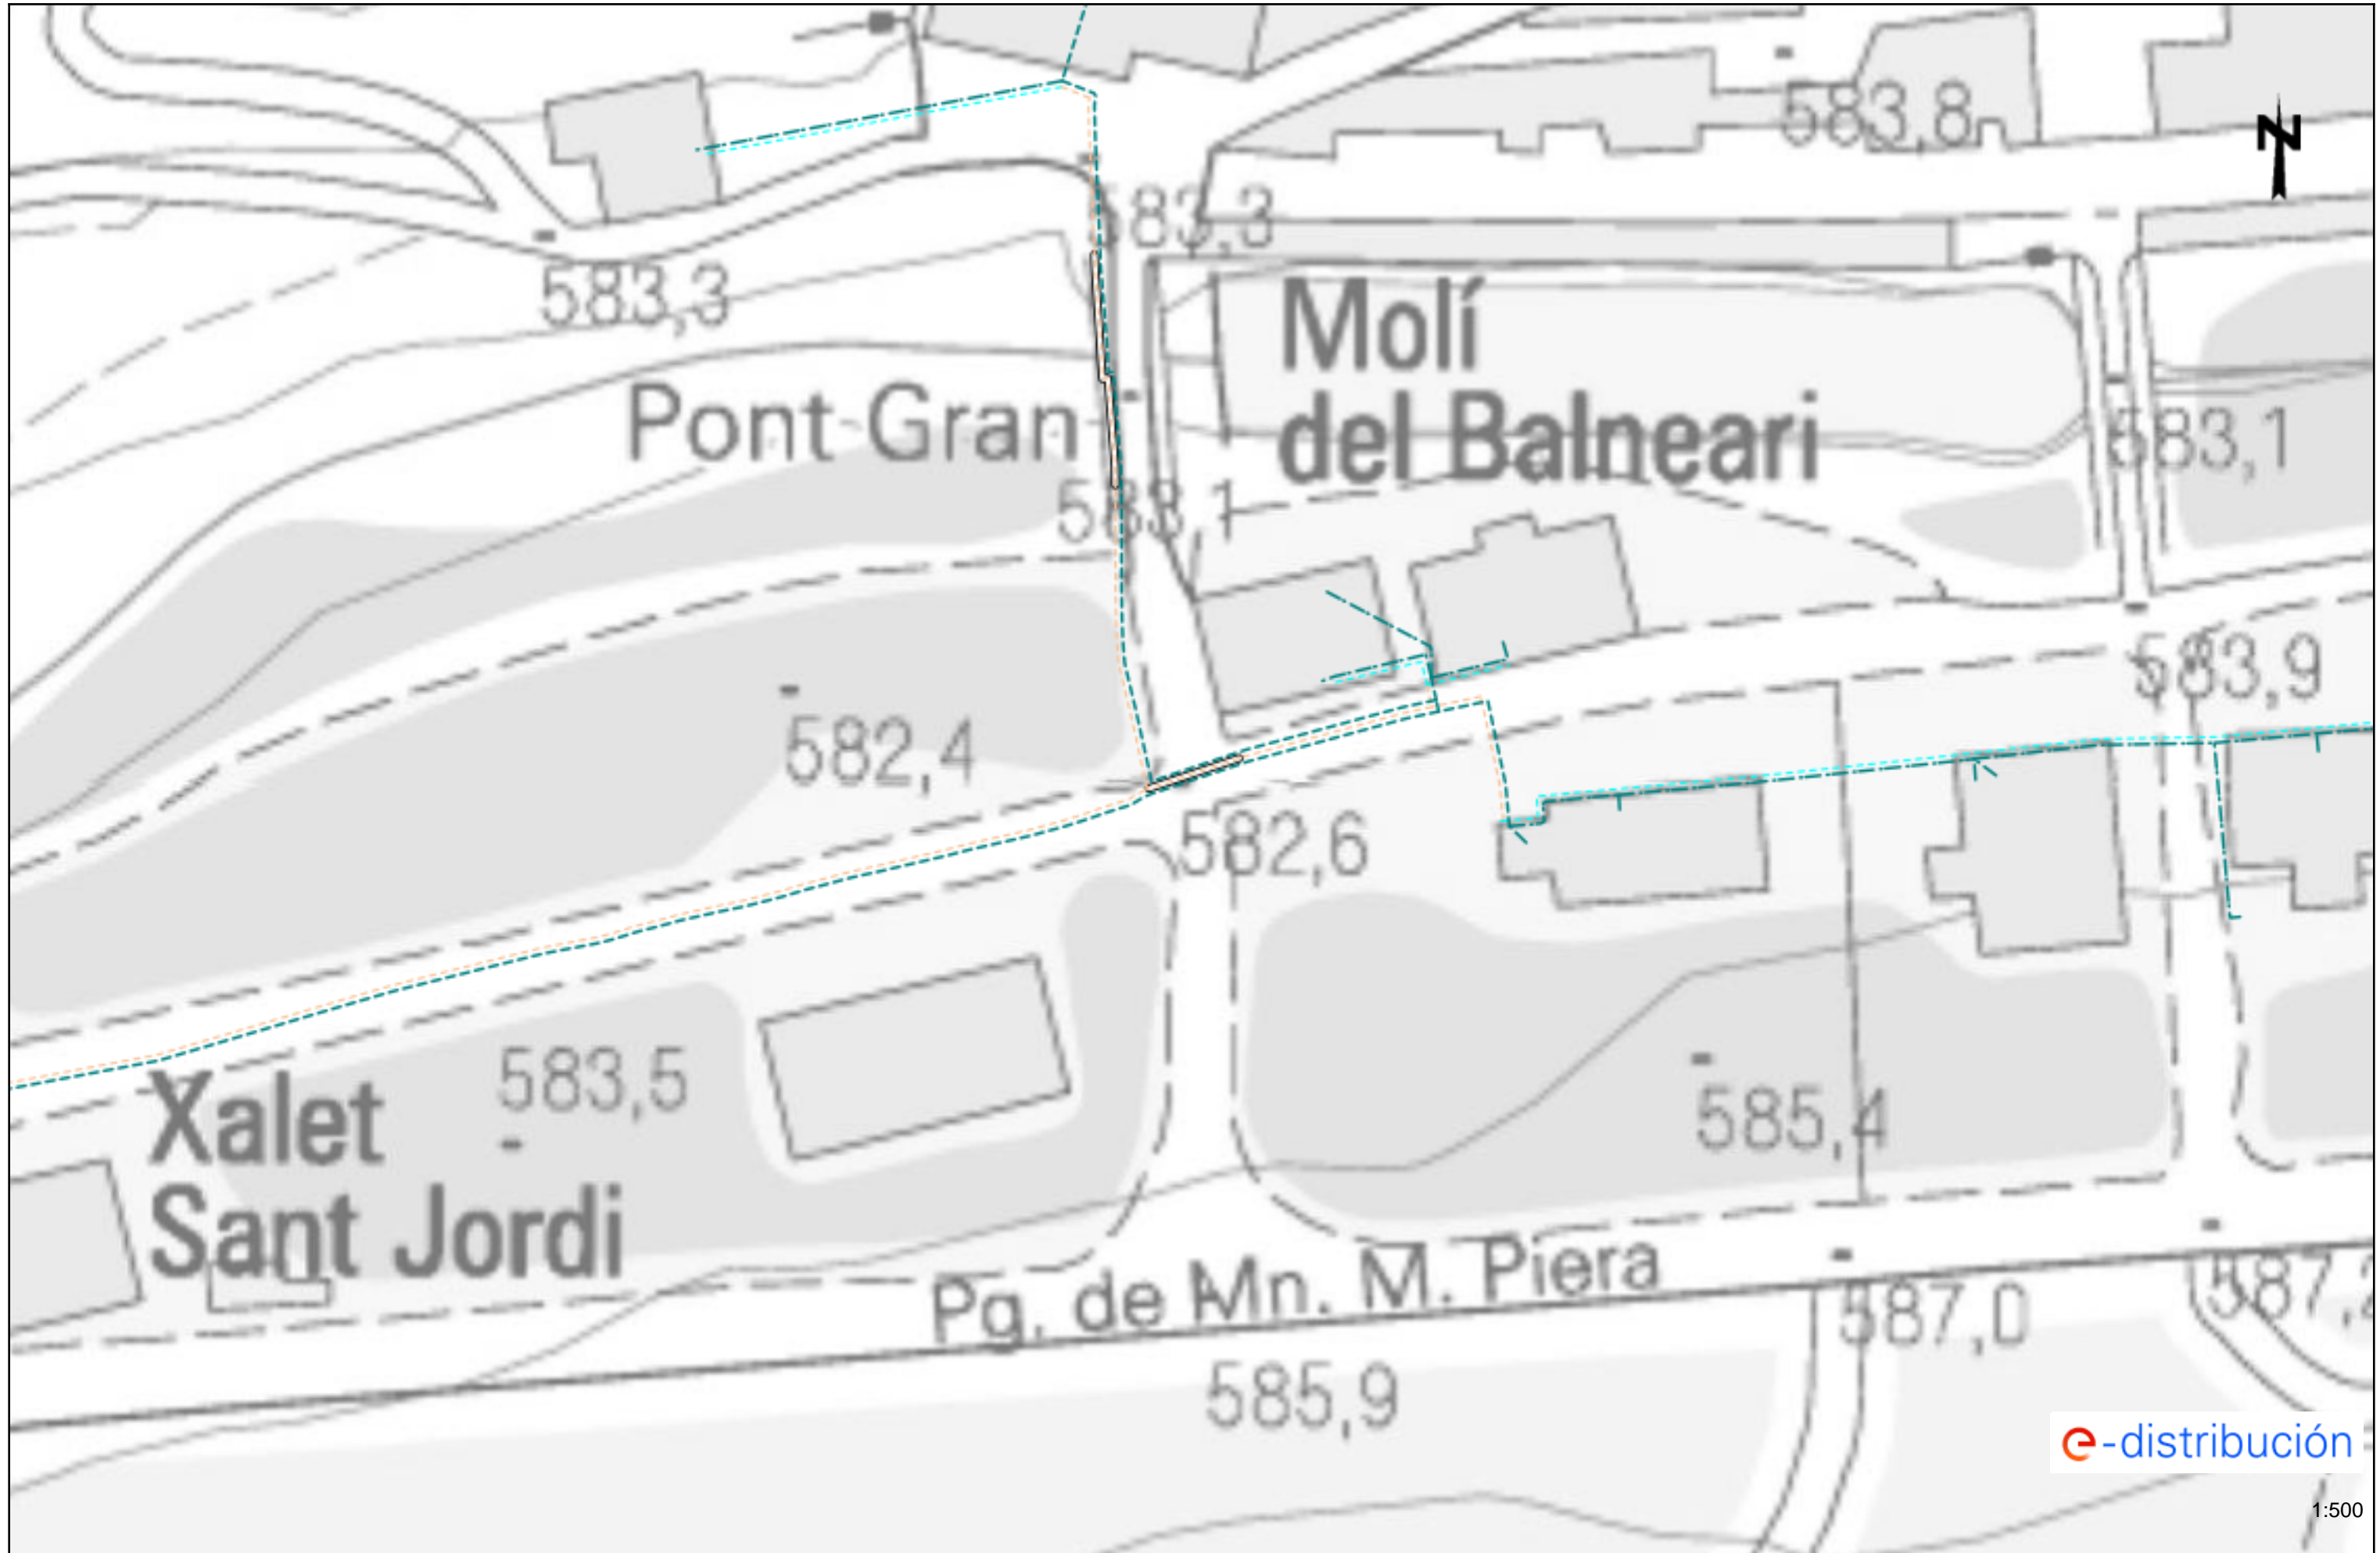 583,8
N
583,3
583,3
Molí
del Balneari
Pont Gran
583,1
583,1
583,9
582,4
582,6
583,5
Xalet
Sant Jordi
585,4
Pg. de Mn. M. Piera
587,0
585,9
e-distribución
1:500